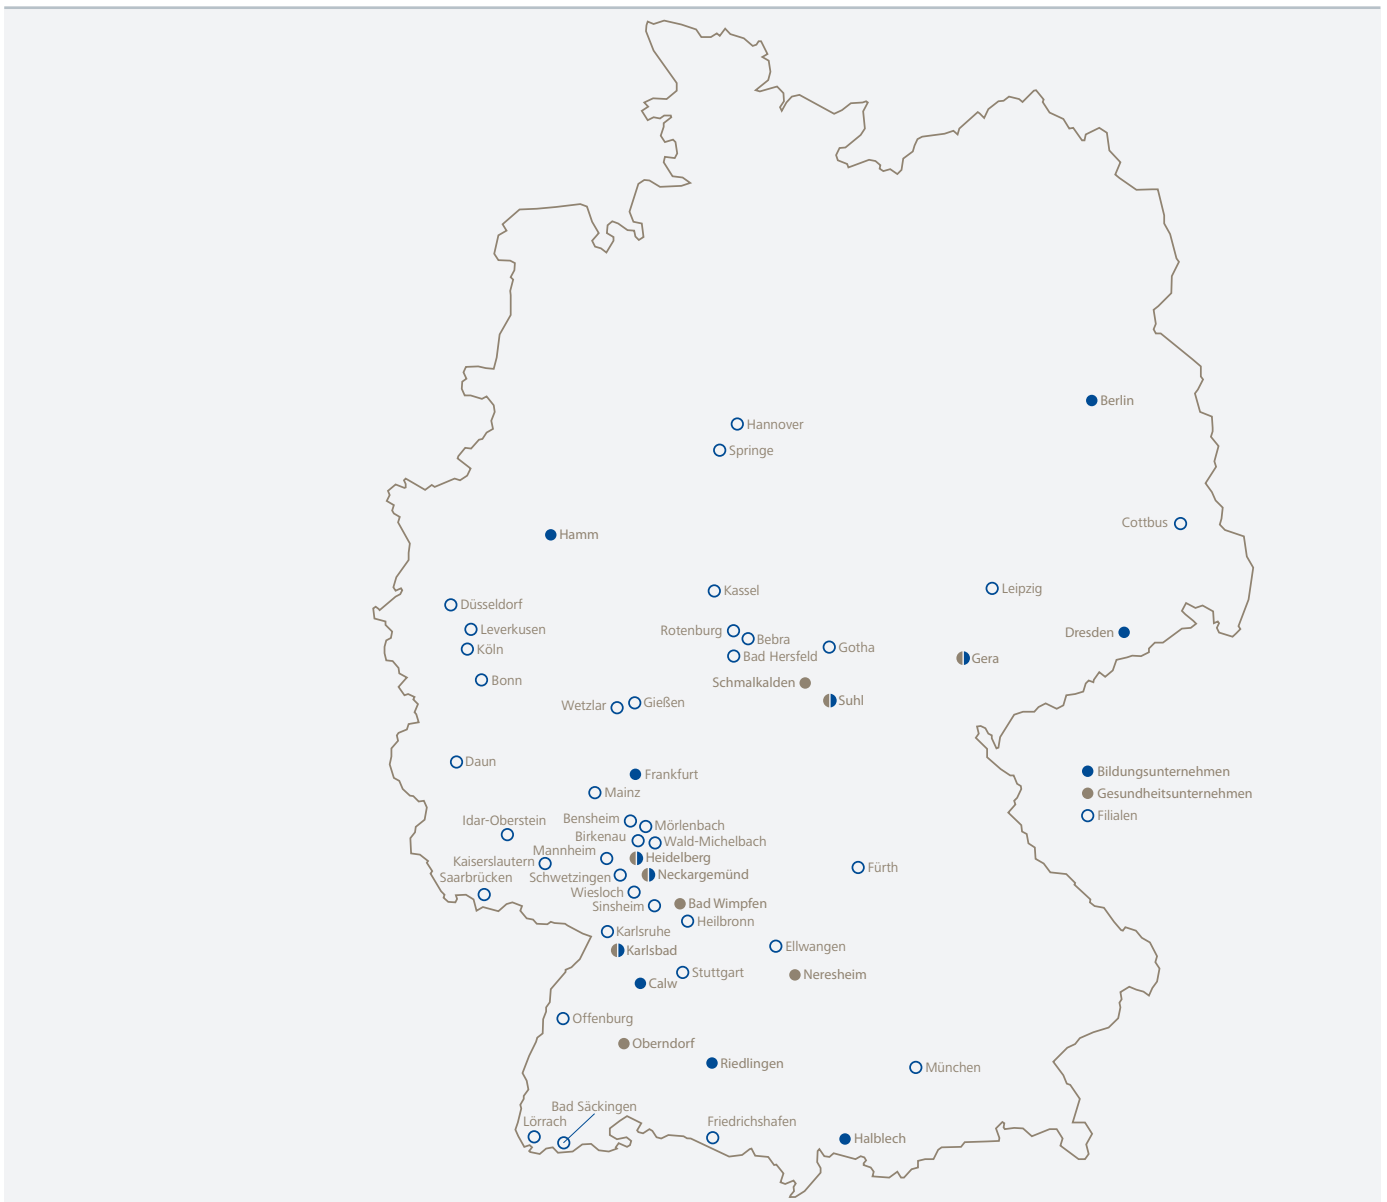 Berlin
Hannover
Springe
Cottbus
Hamm
Leipzig
Kassel
Düsseldorf
Leverkusen
Rotenburg
Dresden
Bebra
Köln
Gotha
Bad Hersfeld
Gera
Bonn
Schmalkalden
Suhl
Wetzlar
Gießen
Daun
Bildungsunternehmen
Frankfurt
Mainz
Gesundheitsunternehmen
Filialen
Idar-Oberstein
Bensheim
Mörlenbach
Birkenau
Wald-Michelbach
Mannheim
Heidelberg
Kaiserslautern
Fürth
Saarbrücken
Schwetzingen
Neckargemünd
Wiesloch
Sinsheim
Bad Wimpfen
Heilbronn
Karlsruhe
Karlsbad
Ellwangen
Stuttgart
Neresheim
Calw
Offenburg
Oberndorf
Riedlingen
München
Bad Säckingen
Lörrach
Friedrichshafen
Halblech